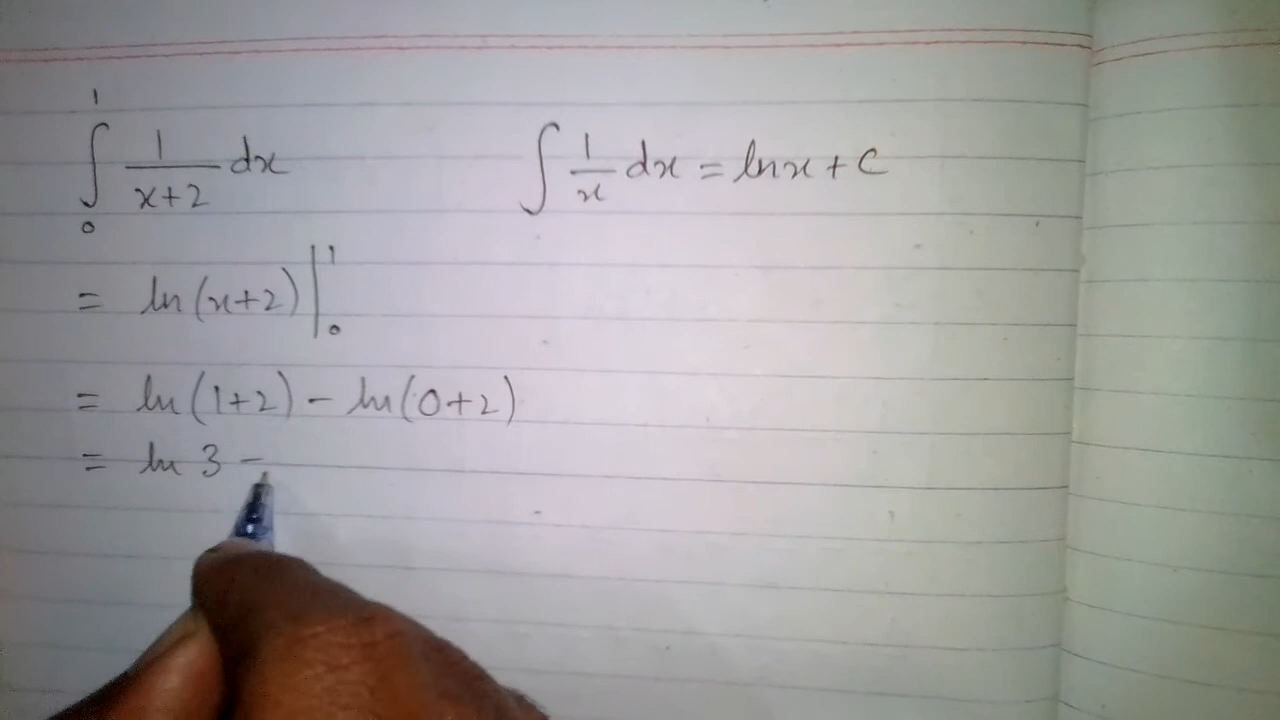 ∫₀¹ 1/(x+2) dx    ∫ 1/x dx = ln x + C
= ln(x+2)|₀¹
= ln(1+2) - ln(0+2)
= ln 3 -